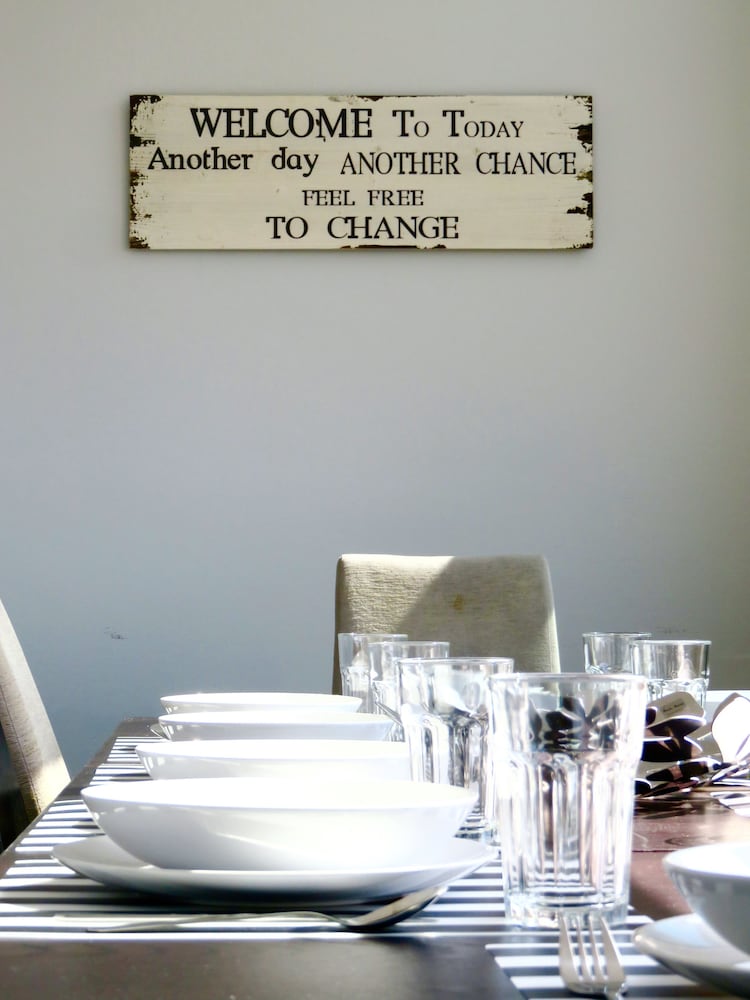 WELCOME To Today
Another day ANOTHER CHANCE
FEEL FREE
TO CHANGE